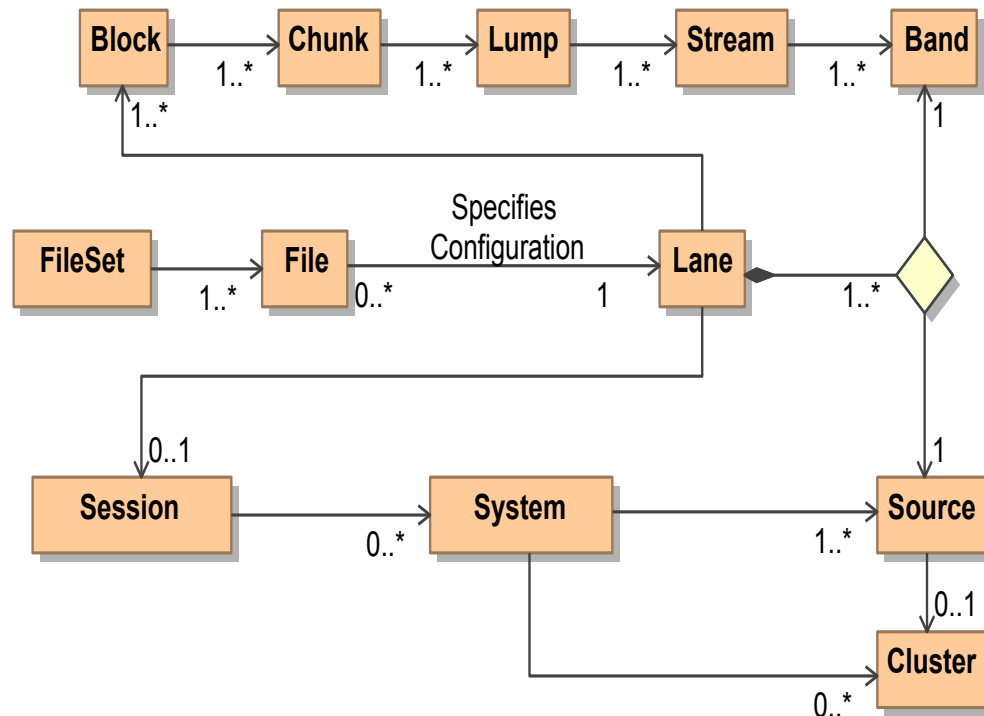 Block
Chunk
Lump
Stream
Band
1..*
1..*
1..*
1..*
1..*
1
Specifies
Configuration
FileSet
File
Lane
1..*
0..*
1
1..*
0..1
1
Session
System
Source
0..*
1..*
0..1
Cluster
0..*